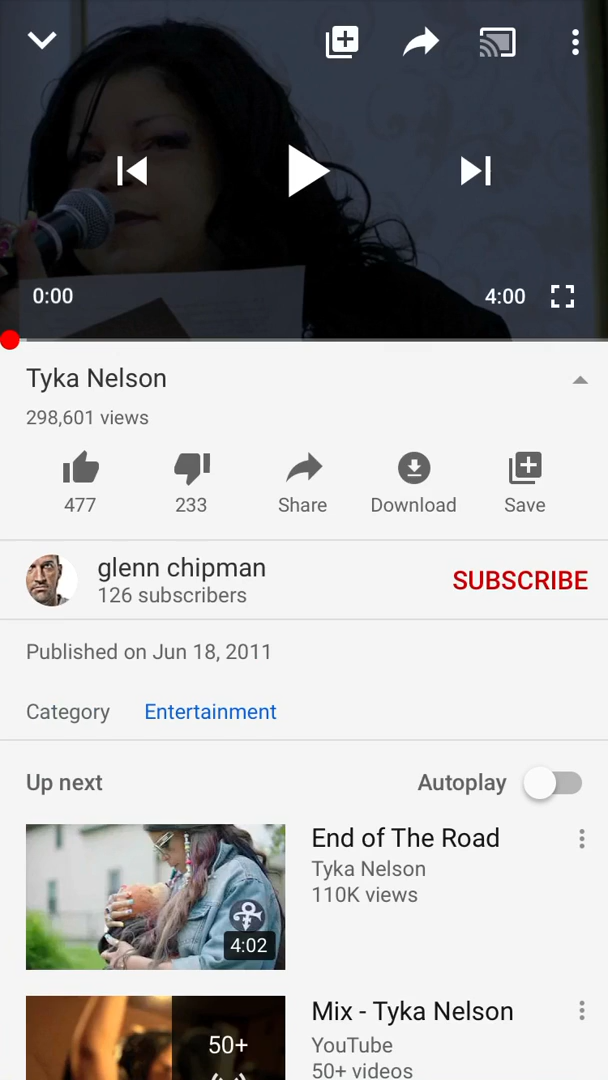 0:00
4:00
Tyka Nelson
298,601 views
477
233
Share
Download
Save
glenn chipman
126 subscribers
SUBSCRIBE
Published on Jun 18, 2011
Category
Entertainment
Up next
Autoplay
End of The Road
Tyka Nelson
110K views
4:02
Mix - Tyka Nelson
YouTube
50+ videos
50+